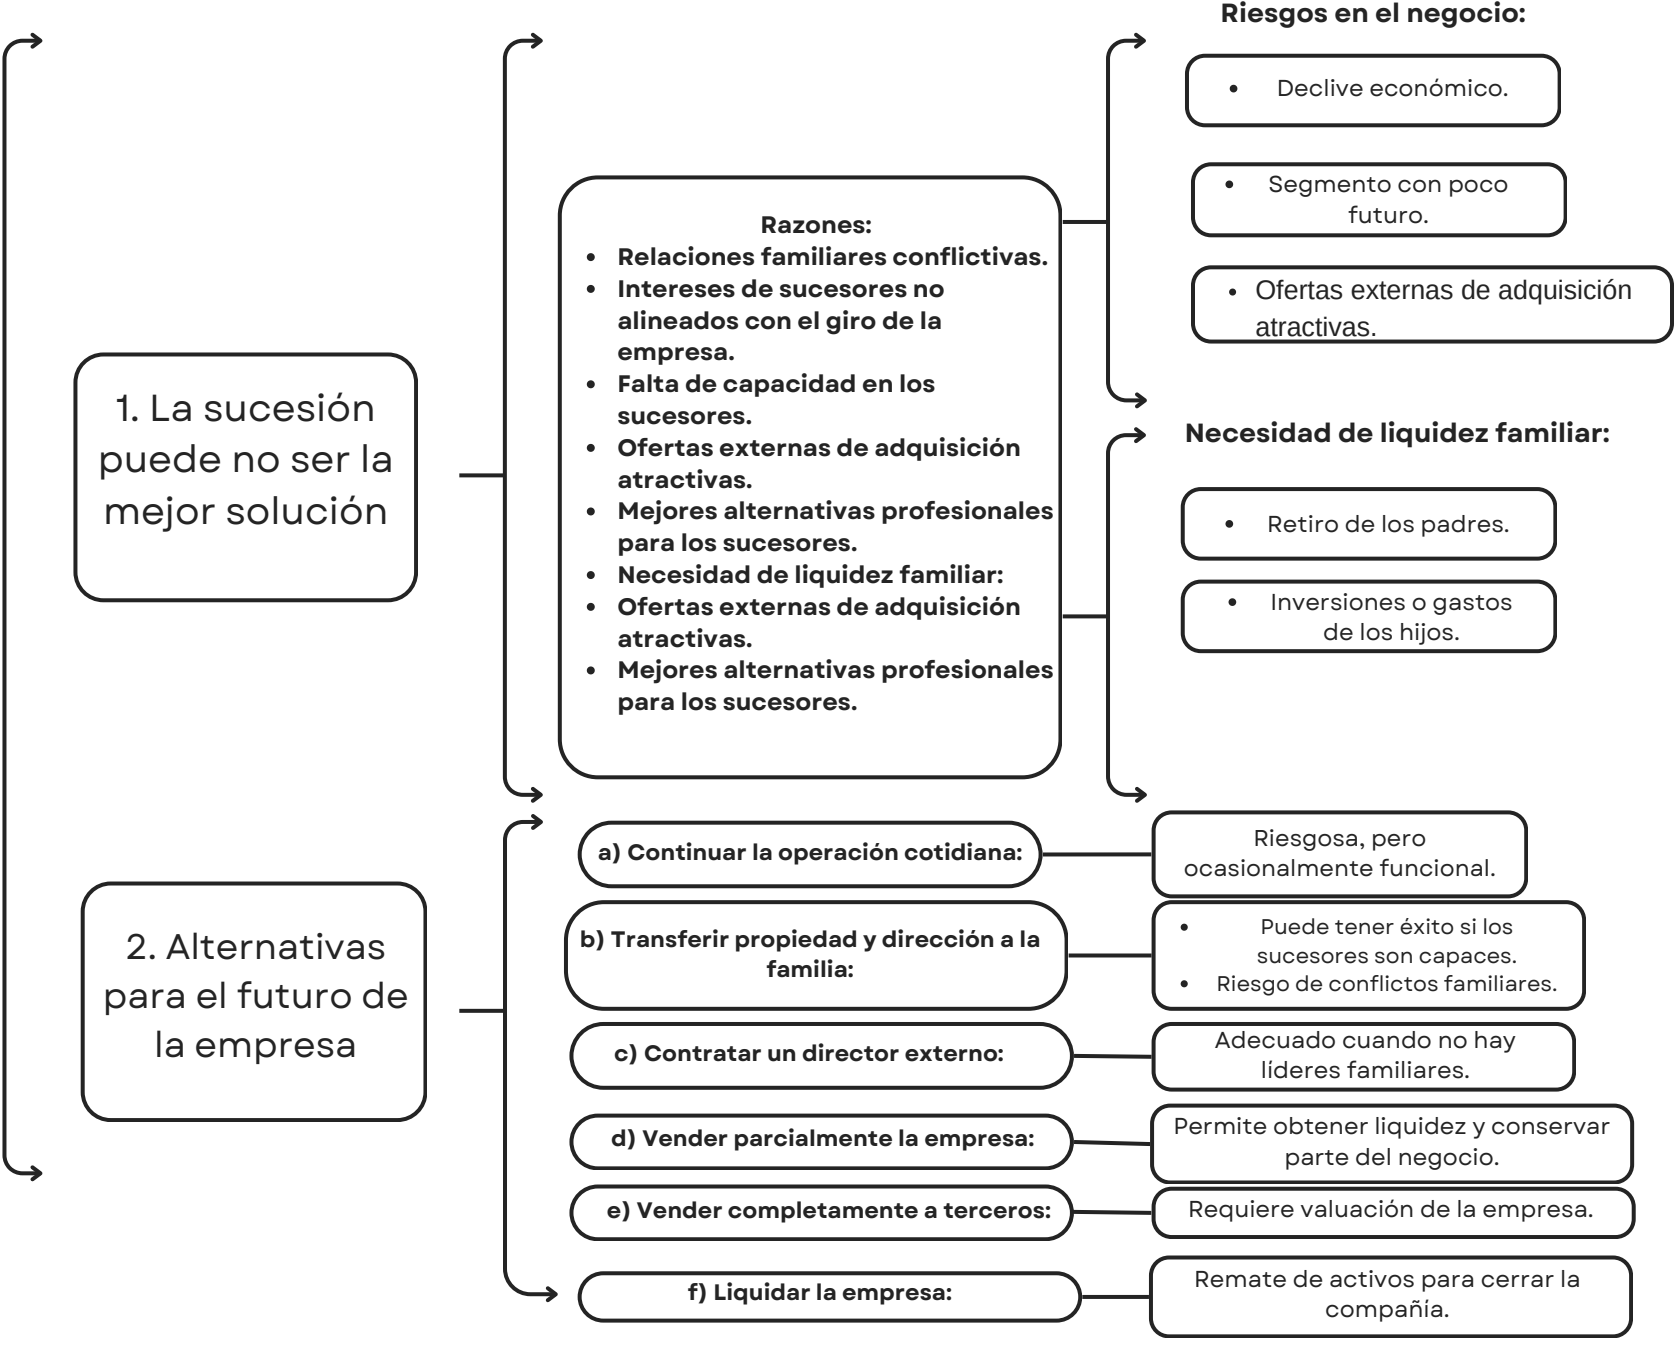 1. La sucesión
puede no ser la
mejor solución
Razones:
• Relaciones familiares conflictivas.
• Intereses de sucesores no
alineados con el giro de la
empresa.
• Falta de capacidad en los
sucesores.
• Ofertas externas de adquisición
atractivas.
• Mejores alternativas profesionales
para los sucesores.
• Necesidad de liquidez familiar:
• Ofertas externas de adquisición
atractivas.
• Mejores alternativas profesionales
para los sucesores.
Riesgos en el negocio:
• Declive económico.
• Segmento con poco
futuro.
• Ofertas externas de adquisición
atractivas.
Necesidad de liquidez familiar:
• Retiro de los padres.
• Inversiones o gastos
de los hijos.
2. Alternativas
para el futuro de
la empresa
a) Continuar la operación cotidiana:
Riesgosa, pero
ocasionalmente funcional.
b) Transferir propiedad y dirección a la
familia:
• Puede tener éxito si los
sucesores son capaces.
• Riesgo de conflictos familiares.
c) Contratar un director externo:
Adecuado cuando no hay
líderes familiares.
d) Vender parcialmente la empresa:
Permite obtener liquidez y conservar
parte del negocio.
e) Vender completamente a terceros:
Requiere valuación de la empresa.
f) Liquidar la empresa:
Remate de activos para cerrar la
compañía.